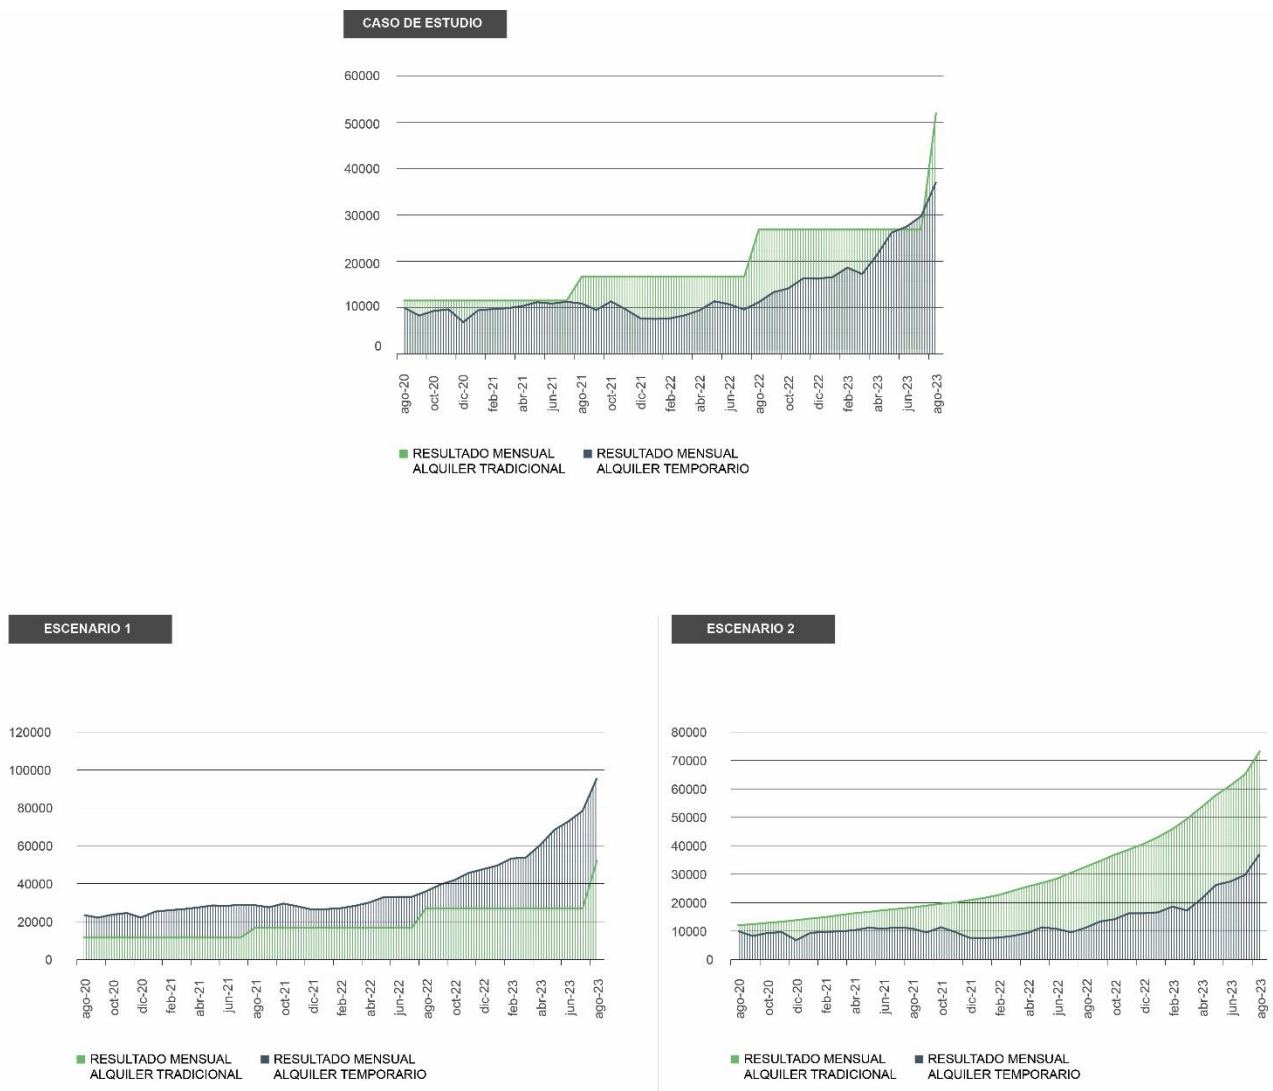 CASO DE ESTUDIO
60000
50000
40000
30000
20000
10000
0
ago-20
oct-20
dic-20
feb-21
abr-21
jun-21
ago-21
oct-21
dic-21
feb-22
abr-22
jun-22
ago-22
oct-22
dic-22
feb-23
abr-23
jun-23
ago-23
RESULTADO MENSUAL
ALQUILER TRADICIONAL
RESULTADO MENSUAL
ALQUILER TEMPORARIO
ESCENARIO 1
120000
100000
80000
60000
40000
20000
0
ago-20
oct-20
dic-20
feb-21
abr-21
jun-21
ago-21
oct-21
dic-21
feb-22
abr-22
jun-22
ago-22
oct-22
dic-22
feb-23
abr-23
jun-23
ago-23
RESULTADO MENSUAL
ALQUILER TRADICIONAL
RESULTADO MENSUAL
ALQUILER TEMPORARIO
ESCENARIO 2
80000
70000
60000
50000
40000
30000
20000
10000
0
ago-20
oct-20
dic-20
feb-21
abr-21
jun-21
ago-21
oct-21
dic-21
feb-22
abr-22
jun-22
ago-22
oct-22
dic-22
feb-23
abr-23
jun-23
ago-23
RESULTADO MENSUAL
ALQUILER TRADICIONAL
RESULTADO MENSUAL
ALQUILER TEMPORARIO